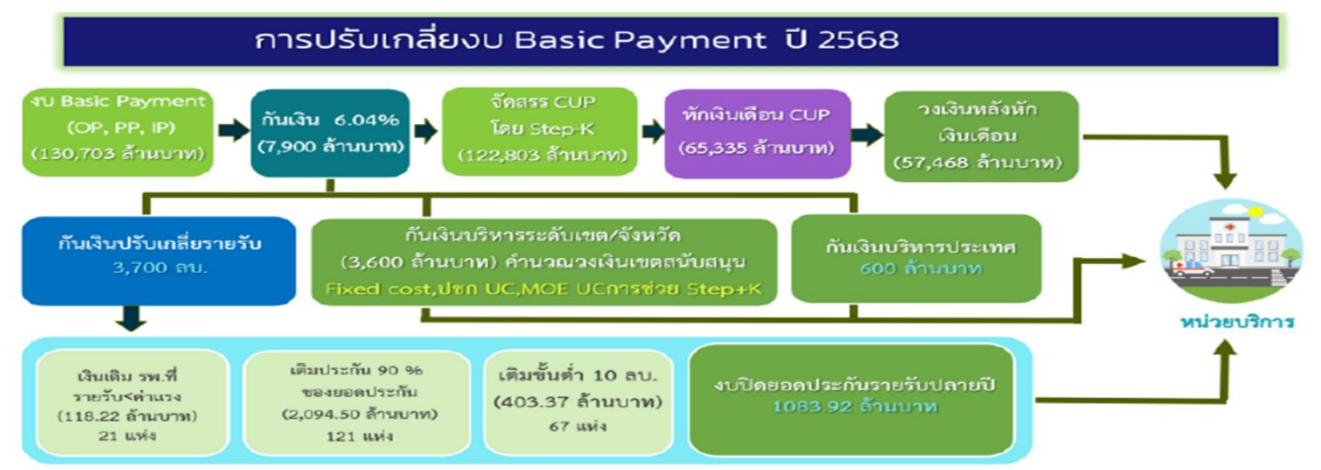 การปรับเกลี่ยงบ Basic Payment ปี 2568
งบ Basic Payment
(OP, PP, IP)
(130,703 ล้านบาท)
กันเงิน 6.04%
(7,900 ล้านบาท)
จัดสรร CUP
โดย Step-K
(122,803 ล้านบาท)
หักเงินเดือน CUP
(65,335 ล้านบาท)
วงเงินหลังหัก
เงินเดือน
(57,468 ล้านบาท)
กันเงินปรับเกลี่ยรายรับ
3,700 ลบ.
กันเงินบริหารระดับเขต/จังหวัด
(3,600 ล้านบาท) คำนวณวงเงินเขตสนับสนุน
Fixed cost,ปชก UC,MOE UCการช่วย Step+K
กันเงินบริหารประเทศ
600 ล้านบาท
หน่วยบริการ
เงินเติม รพ.ที่
รายรับ<ค่าแรง
(118.22 ล้านบาท)
21 แห่ง
เติมประกัน 90 %
ของยอดประกัน
(2,094.50 ล้านบาท)
121 แห่ง
เติมขั้นต่ำ 10 ลบ.
(403.37 ล้านบาท)
67 แห่ง
งบปิดยอดประกันรายรับปลายปี
1083.92 ล้านบาท